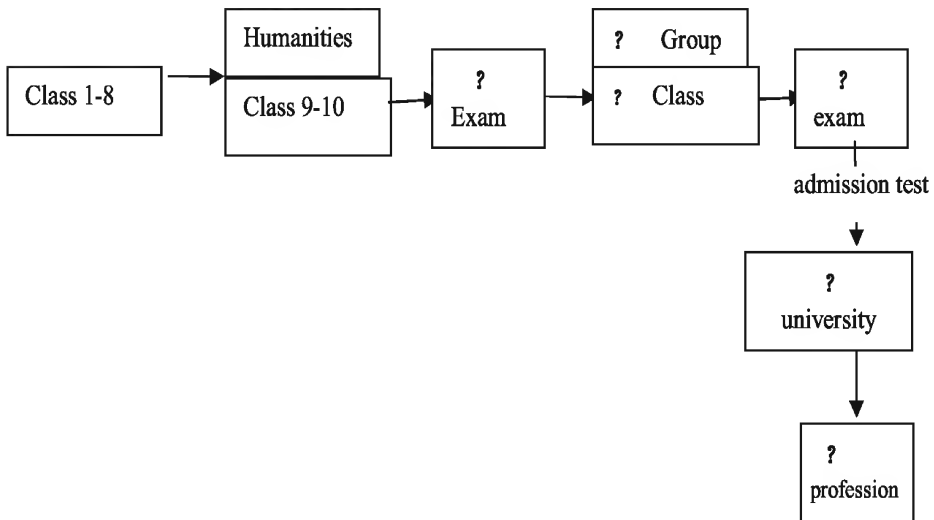 Humanities
Class 1-8
Class 9-10
?
Exam
? Group
? Class
?
exam
admission test
?
university
?
profession